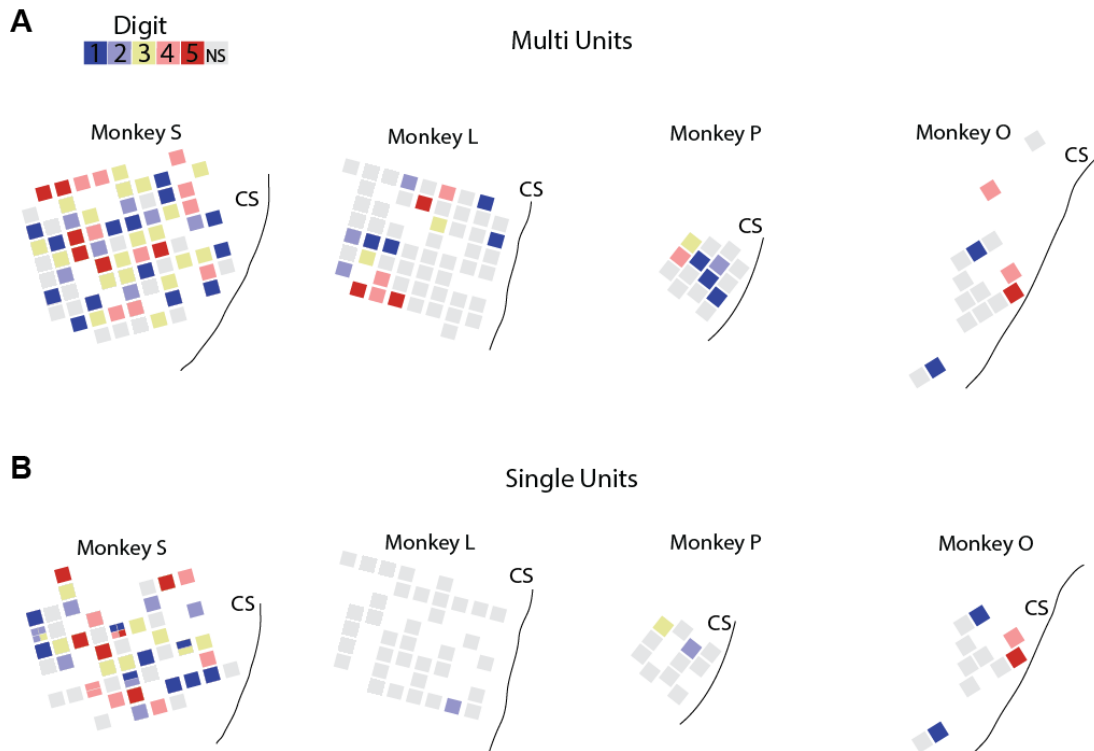 A
Digit
1 2 3 4 5 NS
Multi Units
Monkey S
Monkey L
Monkey P
Monkey O
CS
CS
CS
CS
B
Single Units
Monkey S
Monkey L
Monkey P
Monkey O
CS
CS
CS
CS